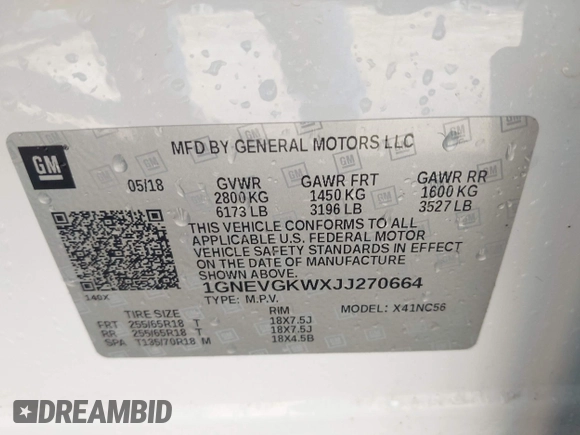 GM
MFD BY GENERAL MOTORS LLC
05/18 GVWR GAWR FRT GAWR RR
2800 KG 1450 KG 1600 KG
6173 LB 3196 LB 3527 LB
THIS VEHICLE CONFORMS TO ALL
APPLICABLE U.S. FEDERAL MOTOR
VEHICLE SAFETY STANDARDS IN EFFECT
ON THE DATE OF MANUFACTURE
SHOWN ABOVE.
1GNEVGKWXJJ270664
140X
TYPE: M.P.V. MODEL: X41NC56
TIRE SIZE RIM
FRT 255/65R18 T 18X7.5J
RR 255/65R18 T 18X7.5J
SPA T135/70R18 M 18X4.5B
DREAMBID